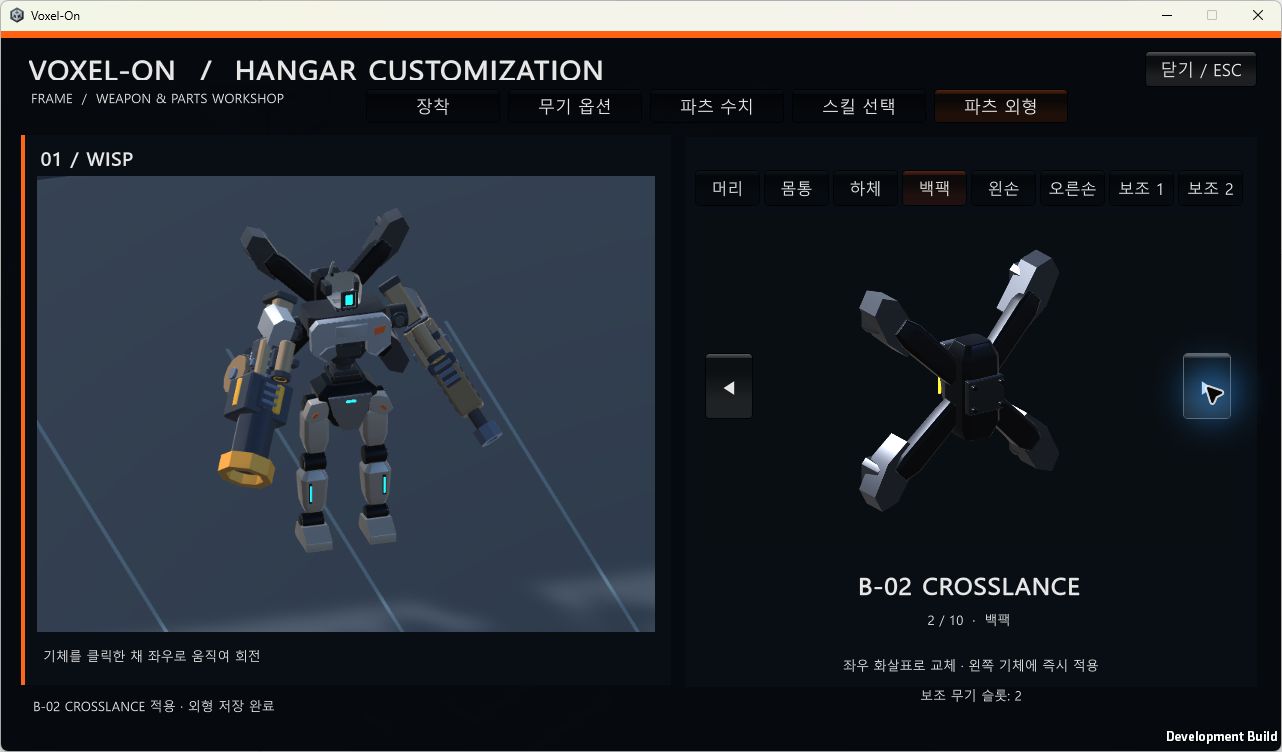 Voxel-On
VOXEL-ON / HANGAR CUSTOMIZATION
닫기 / ESC
FRAME / WEAPON & PARTS WORKSHOP
장착 무기 옵션 파츠 수치 스킬 선택 파츠 외형
01 / WISP
머리 몸통 하체 백팩 왼손 오른손 보조 1 보조 2
B-02 CROSSLANCE
2 / 10 · 백팩
기체를 클릭한 채 좌우로 움직여 회전
좌우 화살표로 교체 · 왼쪽 기체에 즉시 적용
보조 무기 슬롯: 2
B-02 CROSSLANCE 적용 · 외형 저장 완료
Development Build